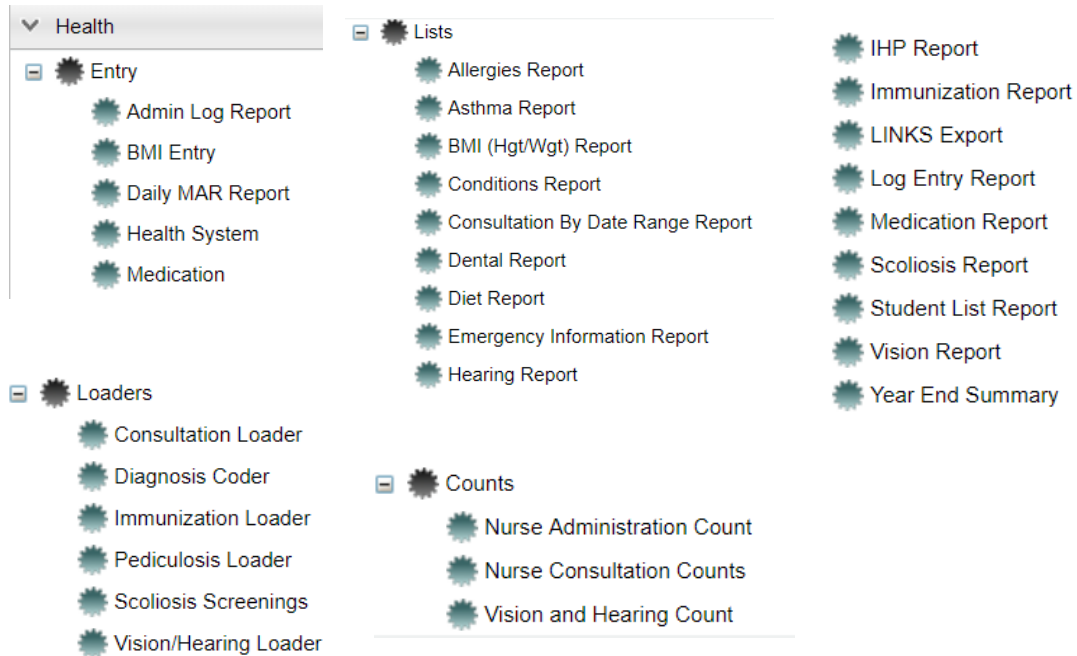 Health
Entry
Admin Log Report
BMI Entry
Daily MAR Report
Health System
Medication
Loaders
Consultation Loader
Diagnosis Coder
Immunization Loader
Pediculosis Loader
Scoliosis Screenings
Vision/Hearing Loader
Lists
Allergies Report
Asthma Report
BMI (Hgt/Wgt) Report
Conditions Report
Consultation By Date Range Report
Dental Report
Diet Report
Emergency Information Report
Hearing Report
IHP Report
Immunization Report
LINKS Export
Log Entry Report
Medication Report
Scoliosis Report
Student List Report
Vision Report
Year End Summary
Counts
Nurse Administration Count
Nurse Consultation Counts
Vision and Hearing Count